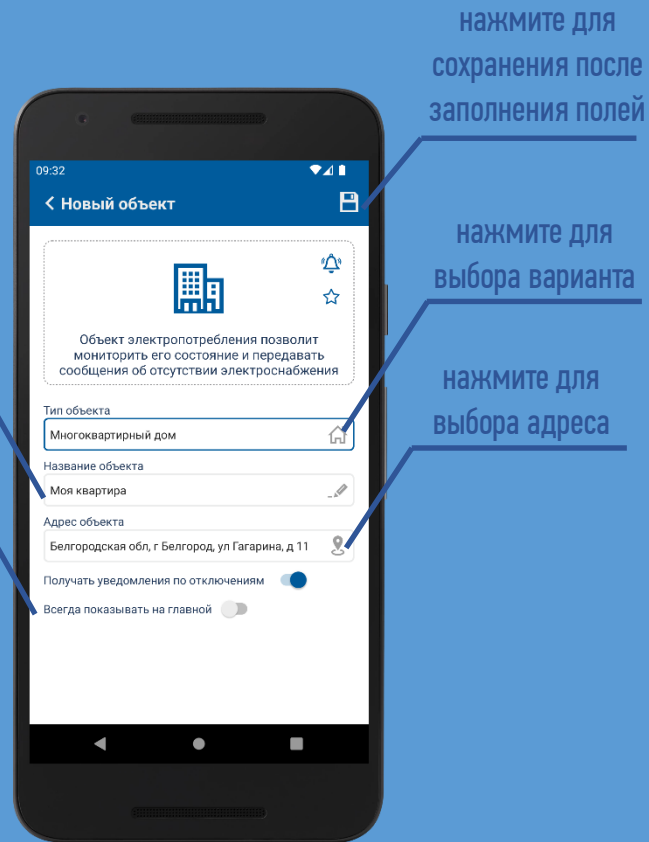 нажмите для
сохранения после
заполнения полей
09:32
Новый объект
нажмите для
выбора варианта
Объект электропотребления позволит
мониторить его состояние и передавать
сообщения об отсутствии электроснабжения
нажмите для
выбора адреса
Тип объекта
Многоквартирный дом
Название объекта
Моя квартира
Адрес объекта
Белгородская обл, г Белгород, ул Гагарина, д 11
Получать уведомления по отключениям
Всегда показывать на главной